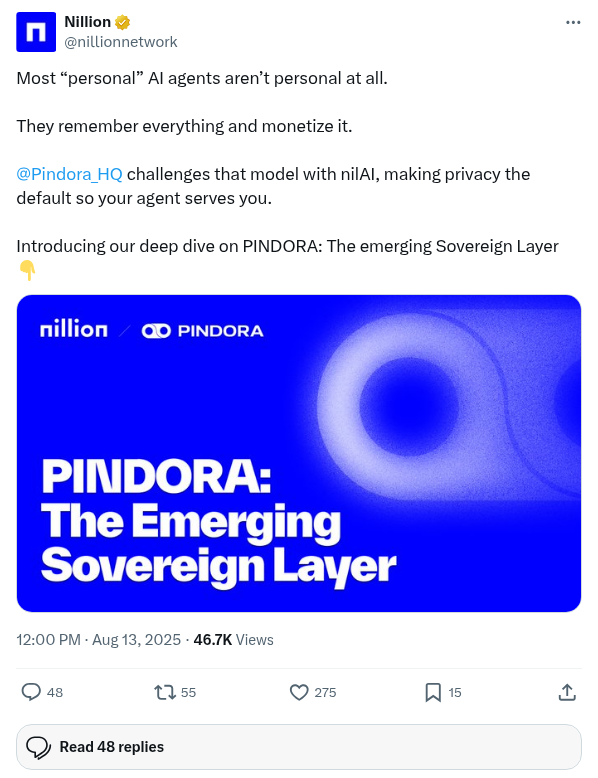 Nillion
@nillionnetwork
Most “personal” AI agents aren’t personal at all.
They remember everything and monetize it.
@Pindora_HQ challenges that model with nilAI, making privacy the
default so your agent serves you.
Introducing our deep dive on PINDORA: The emerging Sovereign Layer
👇
nillion / PINDORA
PINDORA:
The Emerging
Sovereign Layer
12:00 PM · Aug 13, 2025 · 46.7K Views
48 55 275 15
Read 48 replies